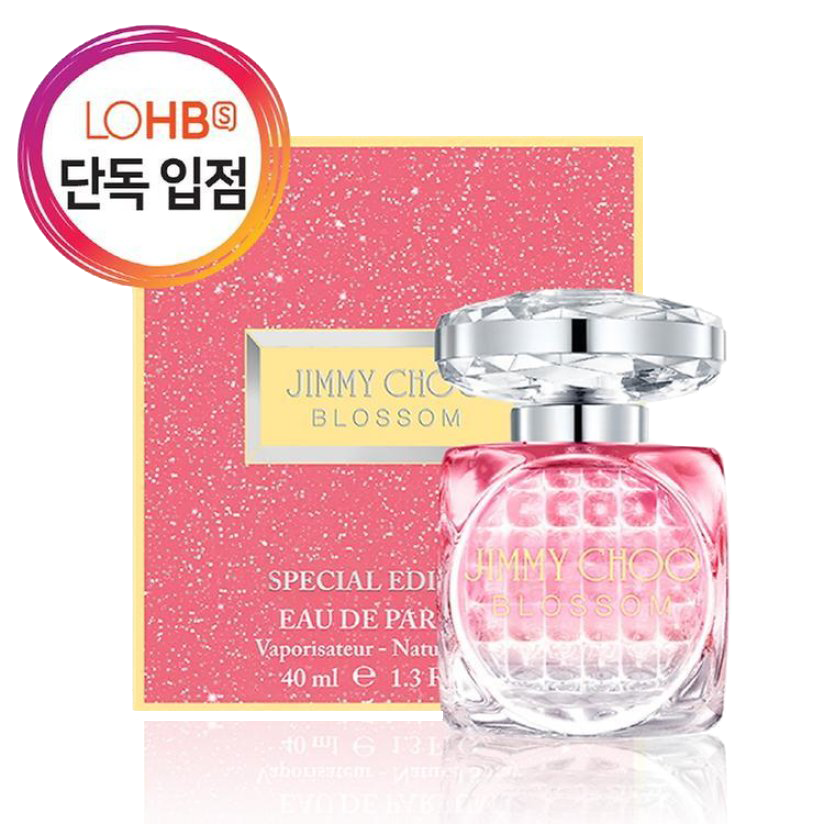 LOHBS
단독 입점
JIMMY CHOO
BLOSSOM
SPECIAL EDI
EAU DE PAR
Vaporisateur - Natu
40 ml ℮ 1.3 F
JIMMY CHOO
BLOSSOM